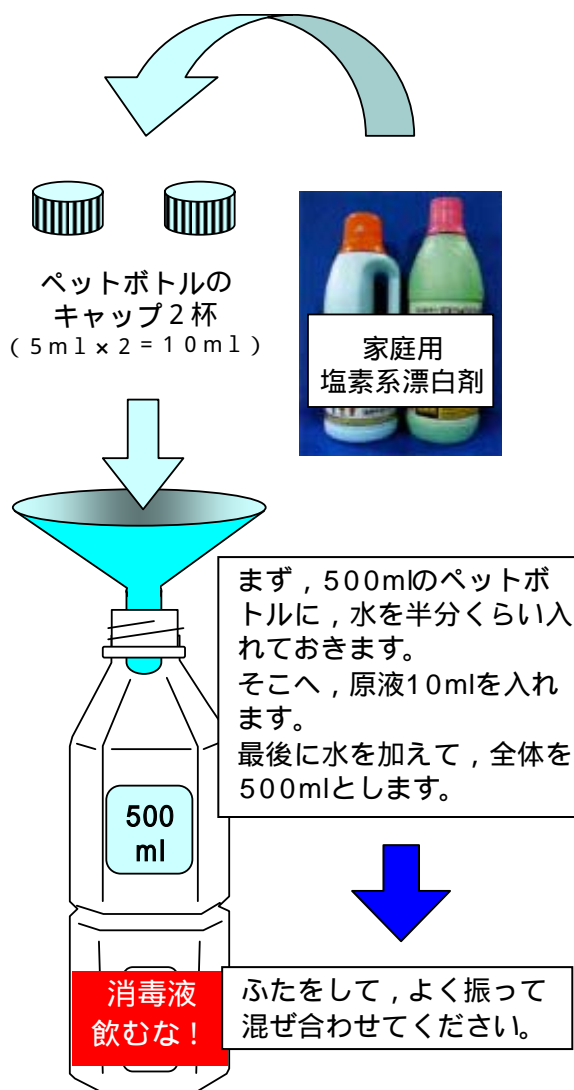 ペットボトルの
キャップ２杯
（５ｍｌ×２＝１０ｍｌ）
家庭用
塩素系漂白剤
まず，500mlのペットボ
トルに，水を半分くらい入
れておきます。
そこへ，原液10mlを入れ
ます。
最後に水を加えて，全体を
500mlとします。
500
ml
消毒液
飲むな！
ふたをして，よく振って
混ぜ合わせてください。